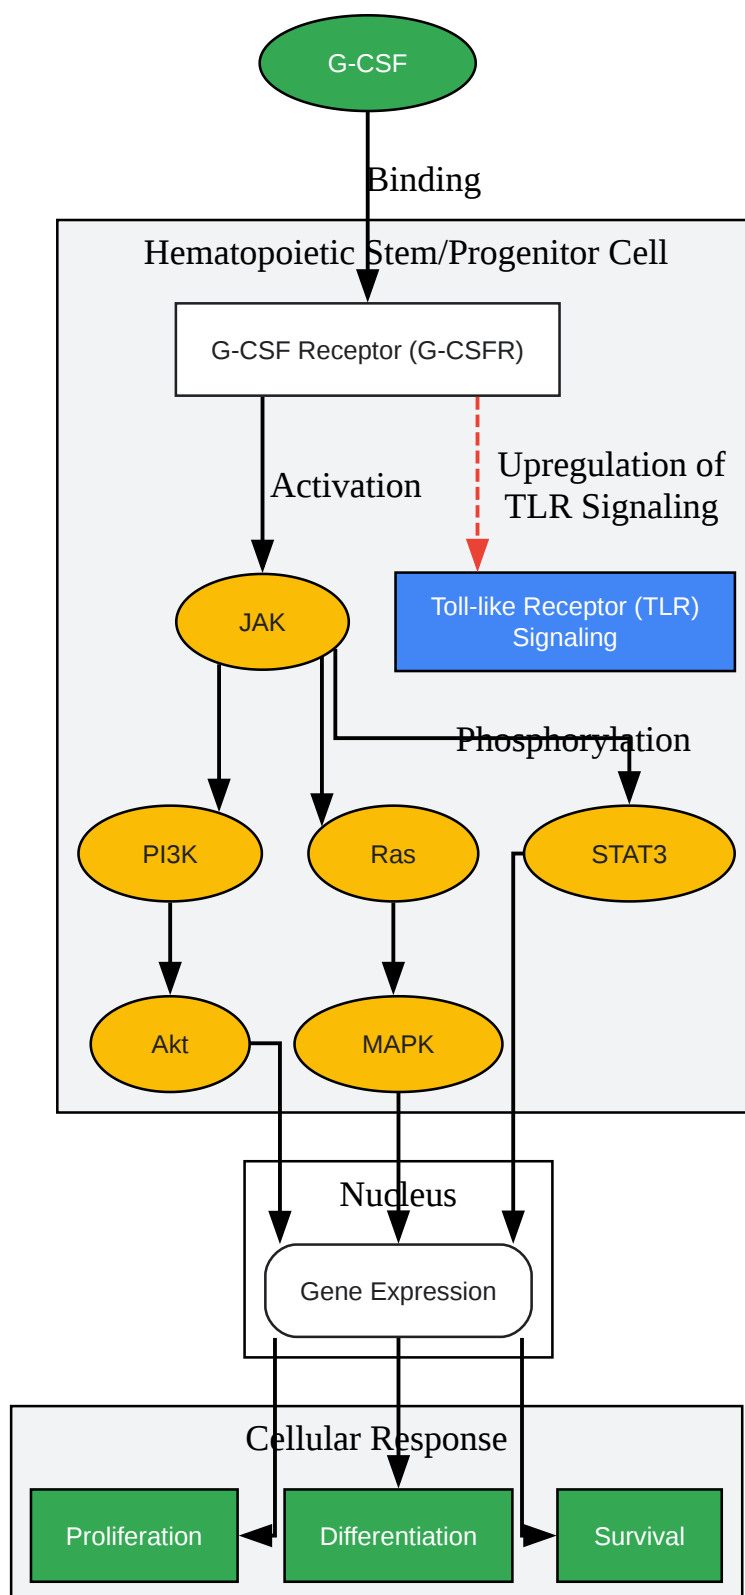 G-CSF
Binding
Hematopoietic Stem/Progenitor Cell
G-CSF Receptor (G-CSFR)
Activation
Upregulation of
TLR Signaling
JAK
Toll-like Receptor (TLR)
Signaling
Phosphorylation
PI3K
Ras
STAT3
Akt
MAPK
Nucleus
Gene Expression
Cellular Response
Proliferation
Differentiation
Survival